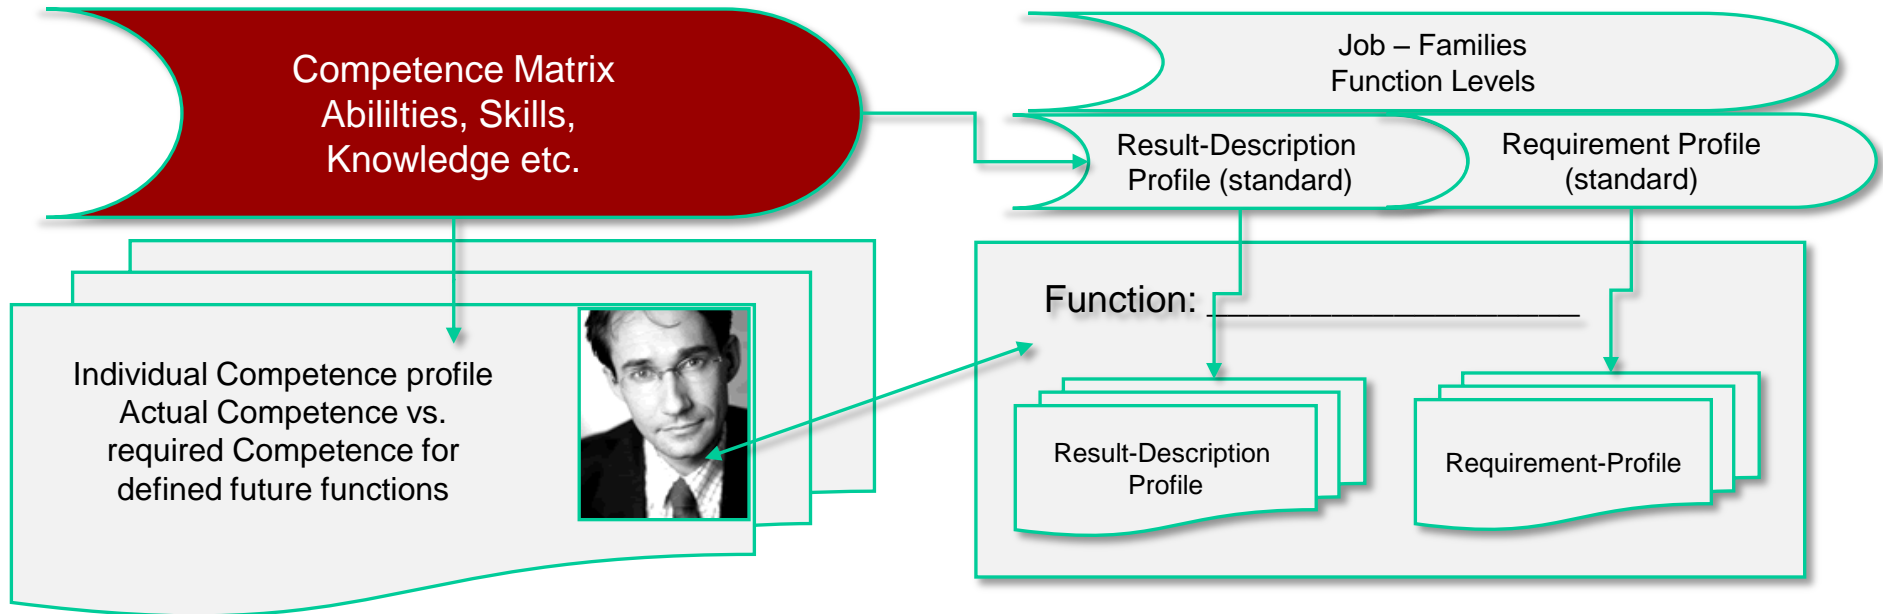 Competence Matrix
Abililties, Skills,
Knowledge etc.
Job – Families
Function Levels
Result-Description
Profile (standard)
Requirement Profile
(standard)
Individual Competence profile
Actual Competence vs.
required Competence for
defined future functions
Function: __________________
Result-Description
Profile
Requirement-Profile